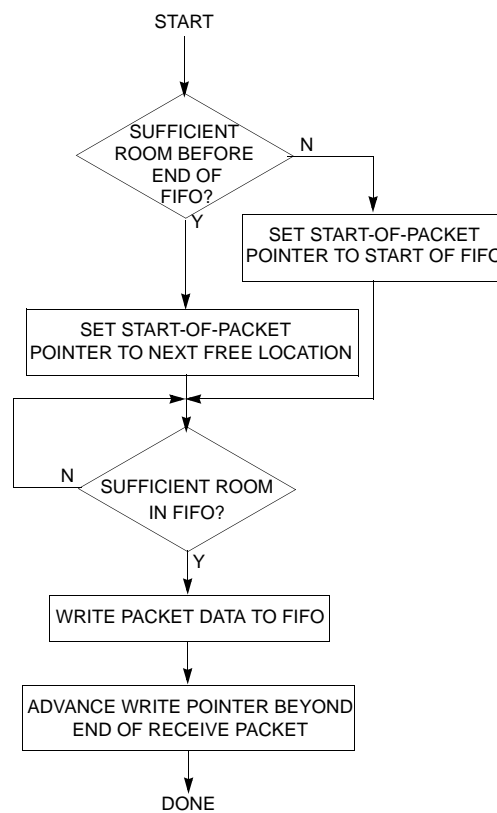 START
SUFFICIENT
ROOM BEFORE
END OF
FIFO?
N
Y
SET START-OF-PACKET
POINTER TO START OF FIFO
SET START-OF-PACKET
POINTER TO NEXT FREE LOCATION
N
SUFFICIENT ROOM
IN FIFO?
Y
WRITE PACKET DATA TO FIFO
ADVANCE WRITE POINTER BEYOND
END OF RECEIVE PACKET
DONE